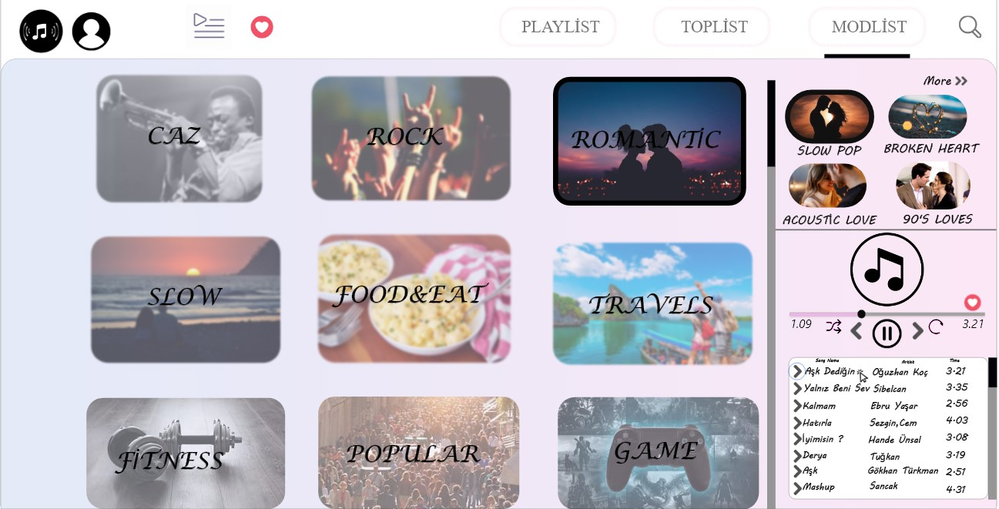 PLAYLİST TOPLİST MODLİST
More
CAZ ROCK ROMANTİC
SLOW POP BROKEN HEART
ACOUSTİC LOVE 90'S LOVES
SLOW FOOD&EAT TRAVELS
1.09 3.21
Song Name Artist Time
Aşk Dediğin Oğuzhan Koç 3.21
Yalnız Beni Sev Sibelcan 3.35
Kalmam Ebru Yaşar 2:56
Hatırla Sezgin,Cem 4.03
İyimisin ? Hande Ünsal 3.08
Derya Tuğkan 3.19
Aşk Gökhan Türkman 2:51
Mashup Sancak 4.31
FİTNESS POPULAR GAME